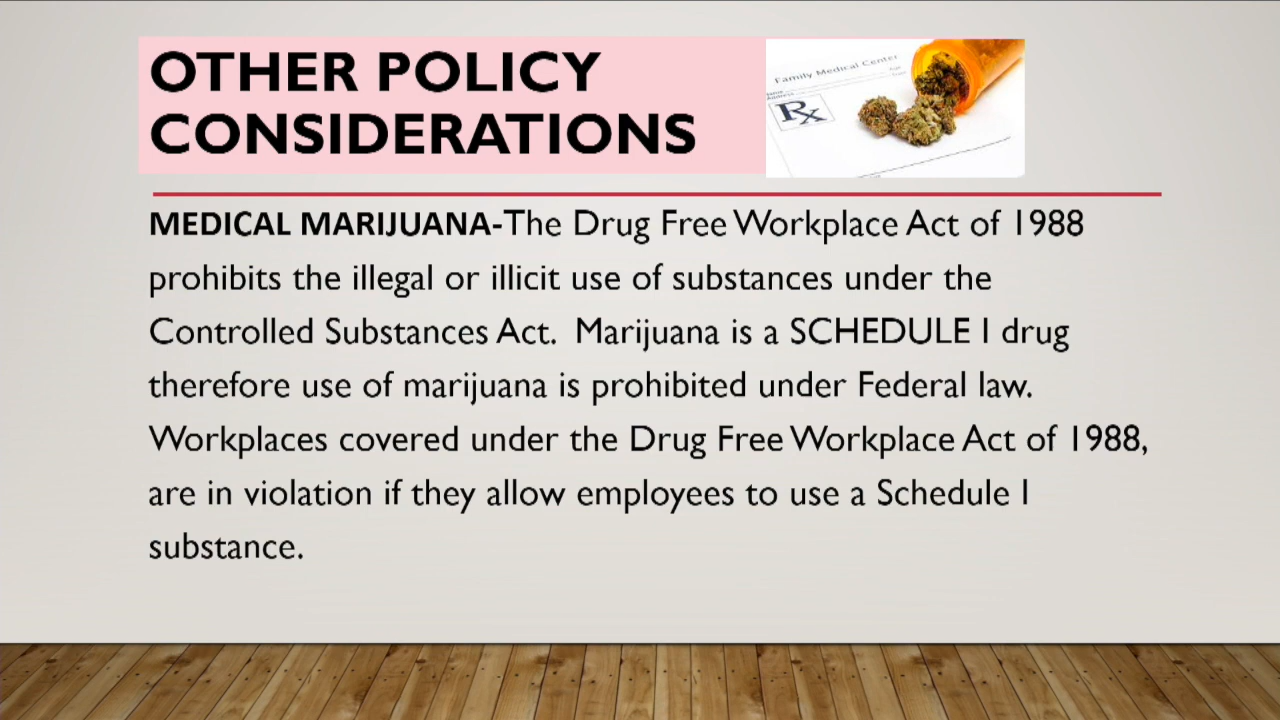 OTHER POLICY
CONSIDERATIONS
Family Medical Center
Rx
MEDICAL MARIJUANA-The Drug Free Workplace Act of 1988
prohibits the illegal or illicit use of substances under the
Controlled Substances Act.  Marijuana is a SCHEDULE I drug
therefore use of marijuana is prohibited under Federal law.
Workplaces covered under the Drug Free Workplace Act of 1988,
are in violation if they allow employees to use a Schedule I
substance.